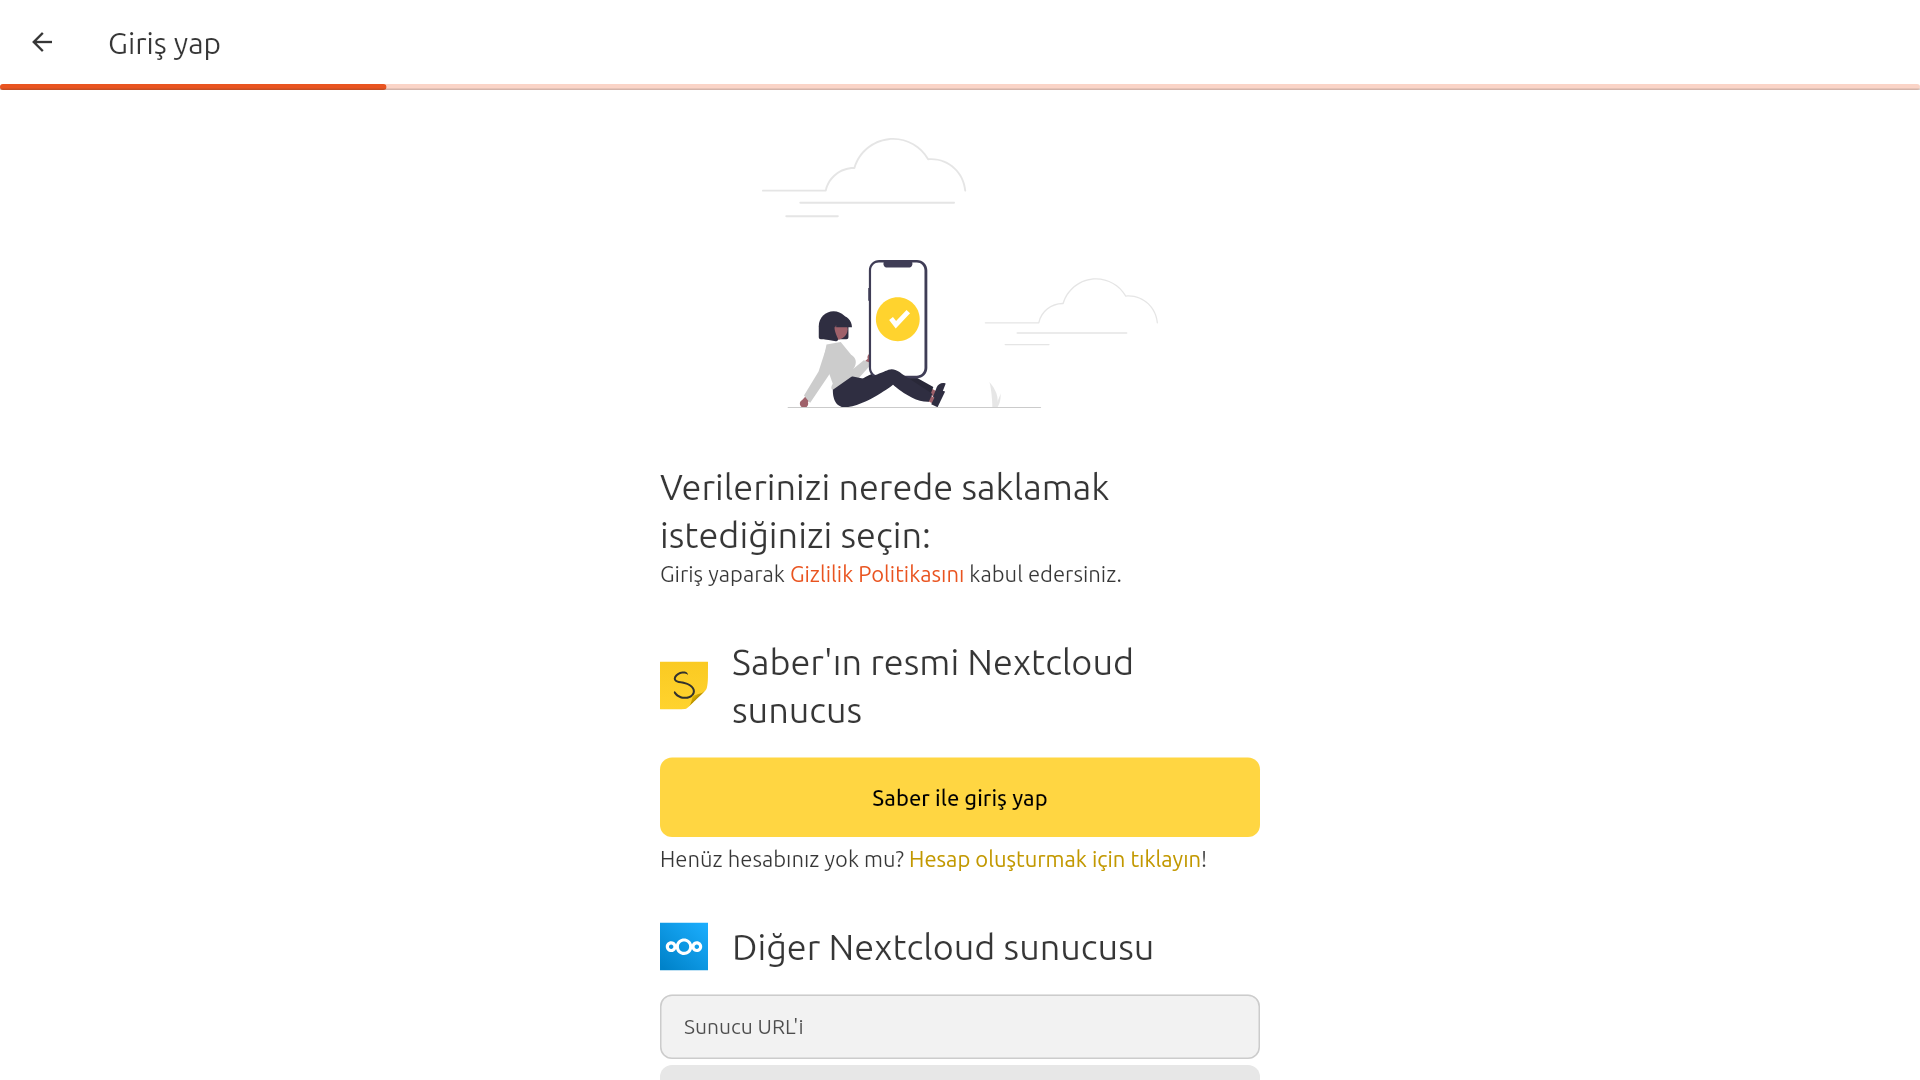 Giriş yap
Verilerinizi nerede saklamak
istediğinizi seçin:
Giriş yaparak Gizlilik Politikasını kabul edersiniz.
S
Saber'ın resmi Nextcloud
sunucus
Saber ile giriş yap
Henüz hesabınız yok mu? Hesap oluşturmak için tıklayın!
Diğer Nextcloud sunucusu
Sunucu URL'i